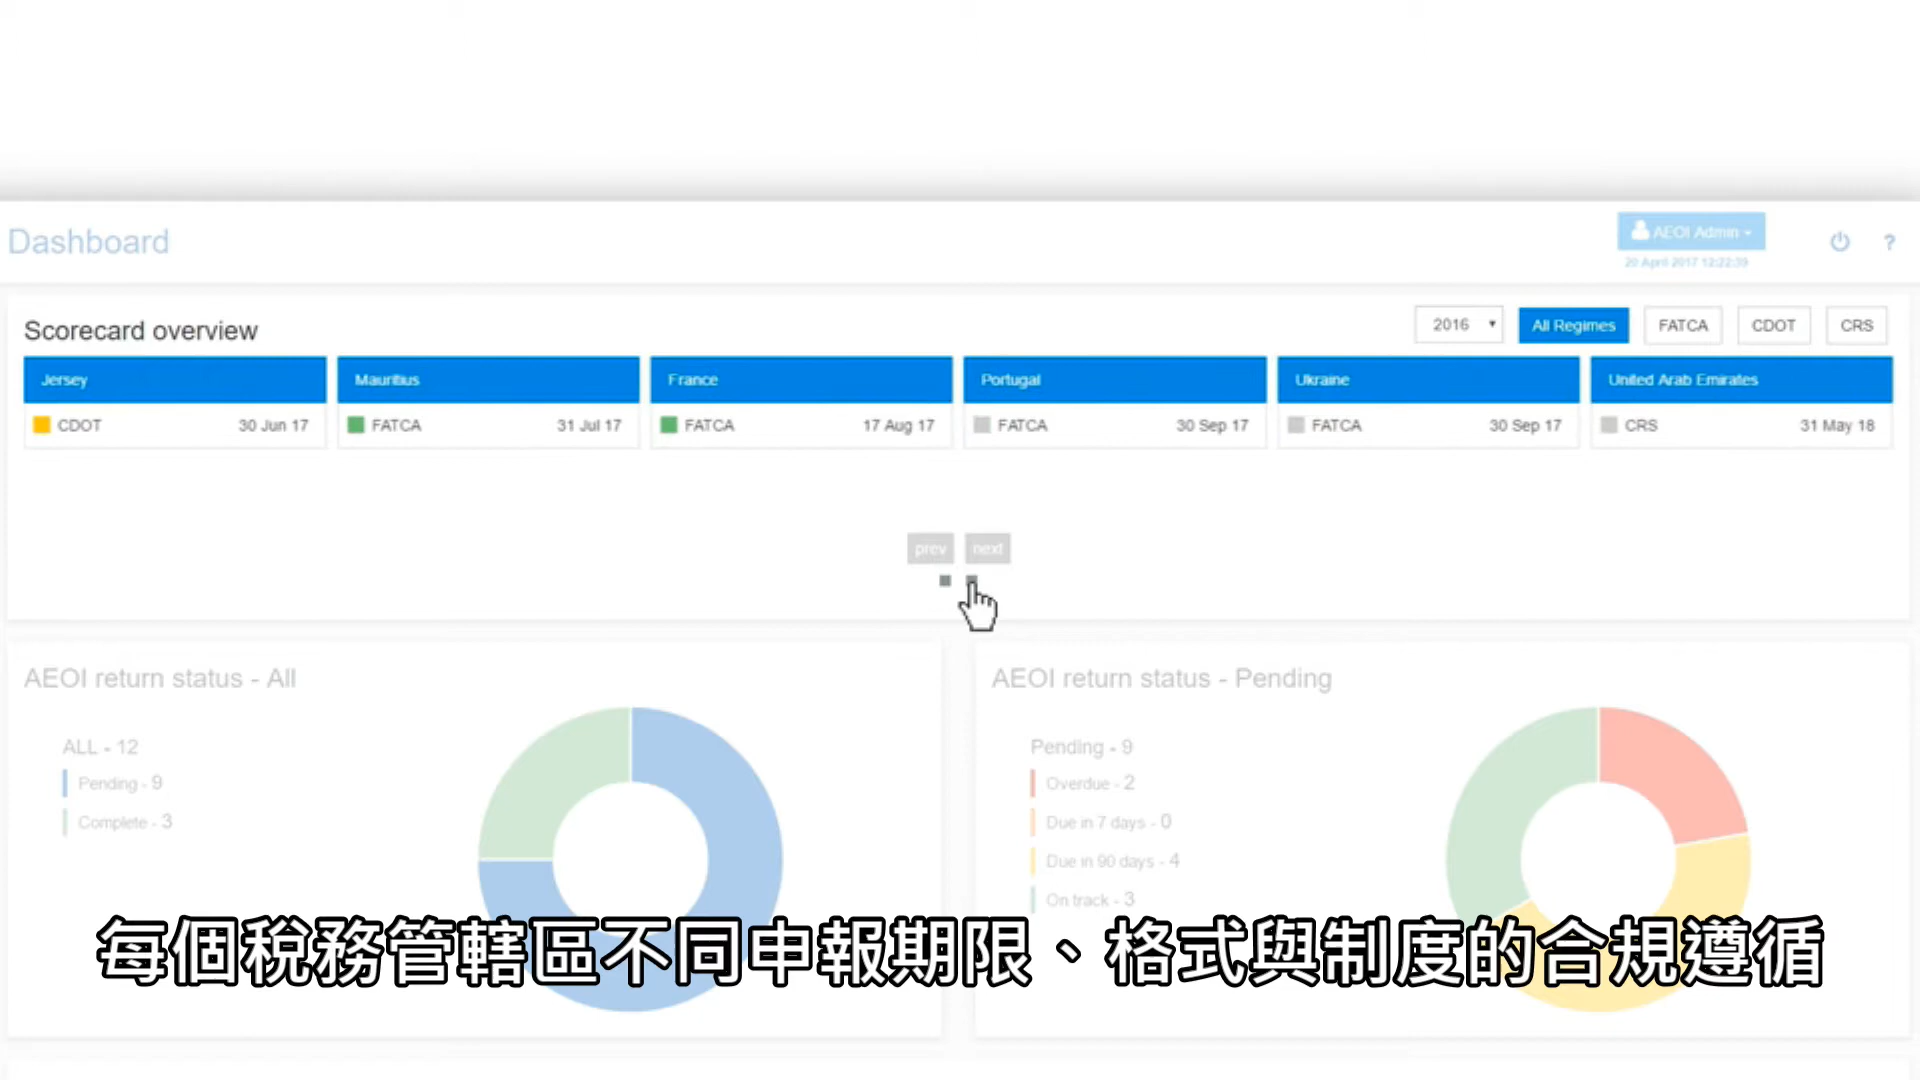 Dashboard
AEOI Admin
20 April 2017 12:22:39
?
Scorecard overview
2016 All Regimes FATCA CDOT CRS
Jersey Mauritius France Portugal Ukraine United Arab Emirates
CDOT 30 Jun 17 FATCA 31 Jul 17 FATCA 17 Aug 17 FATCA 30 Sep 17 FATCA 30 Sep 17 CRS 31 May 18
prev next
AEOI return status - All
ALL - 12
Pending - 9
Complete - 3
AEOI return status - Pending
Pending - 9
Overdue - 2
Due in 7 days - 0
Due in 90 days - 4
On track - 3
每個稅務管轄區不同申報期限、格式與制度的合規遵循